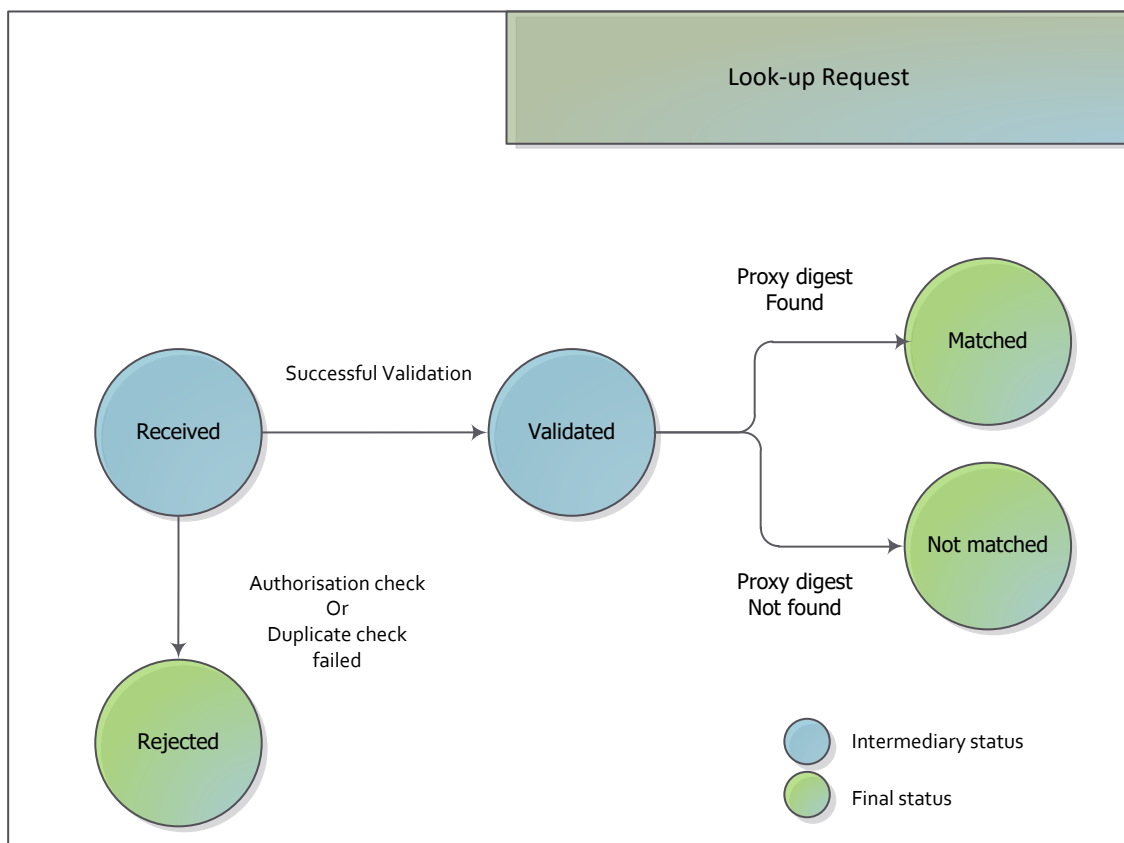 Look-up Request
Proxy digest
Found
Matched
Successful Validation
Received
Validated
Not matched
Proxy digest
Not found
Authorisation check
Or
Duplicate check
failed
Rejected
Intermediary status
Final status